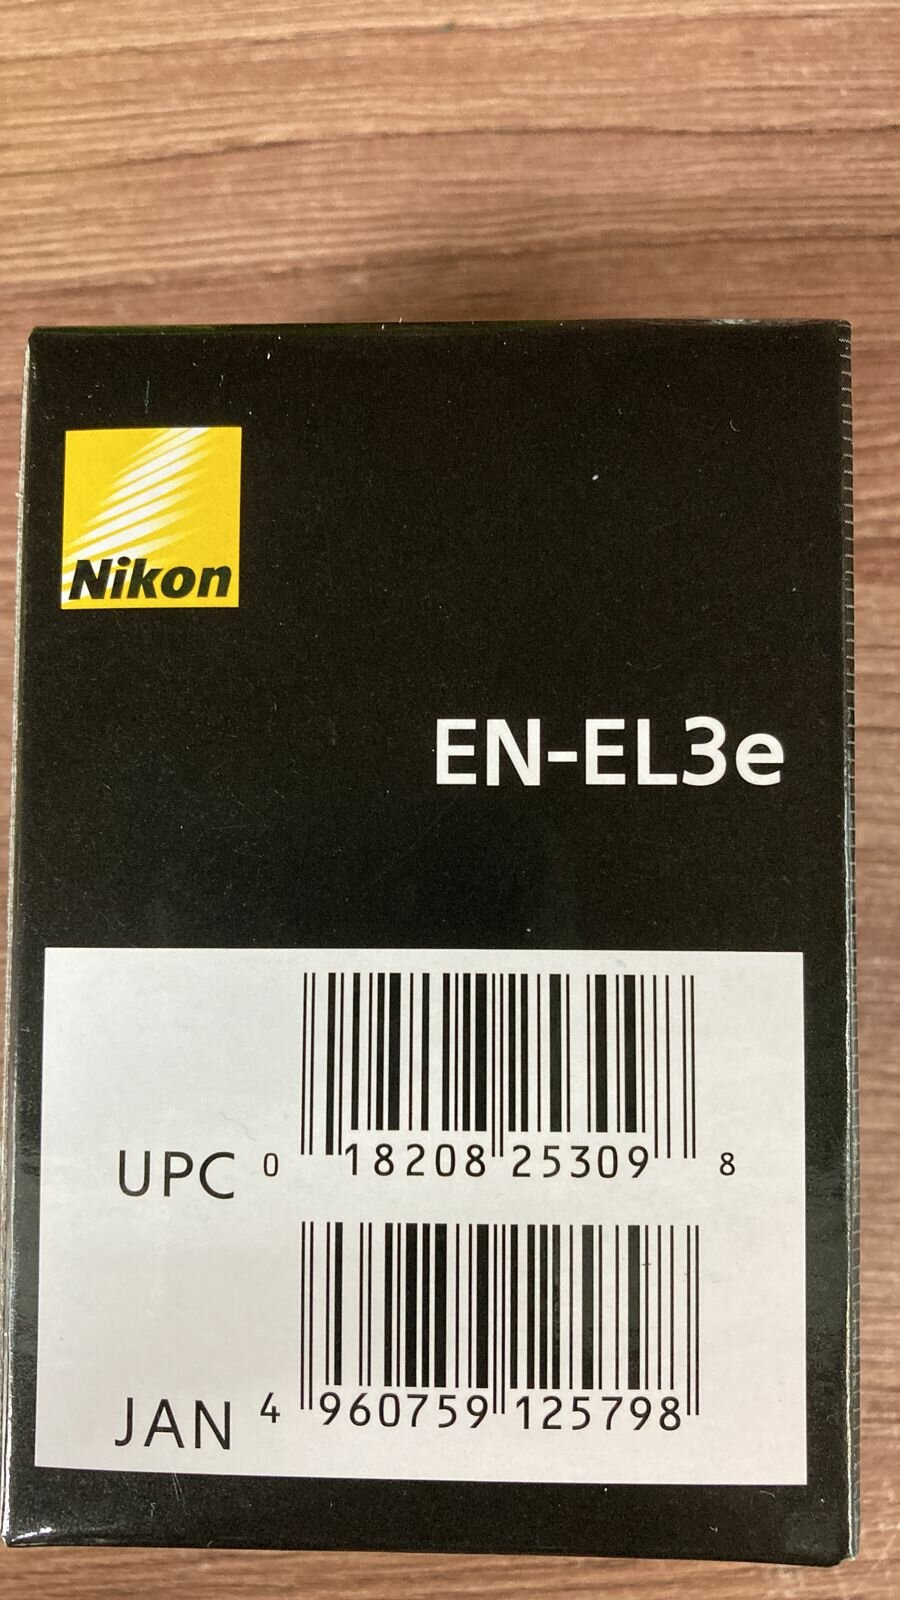 Nikon
EN-EL3e
UPC 0 18208 25309 8
JAN 4 960759 125798